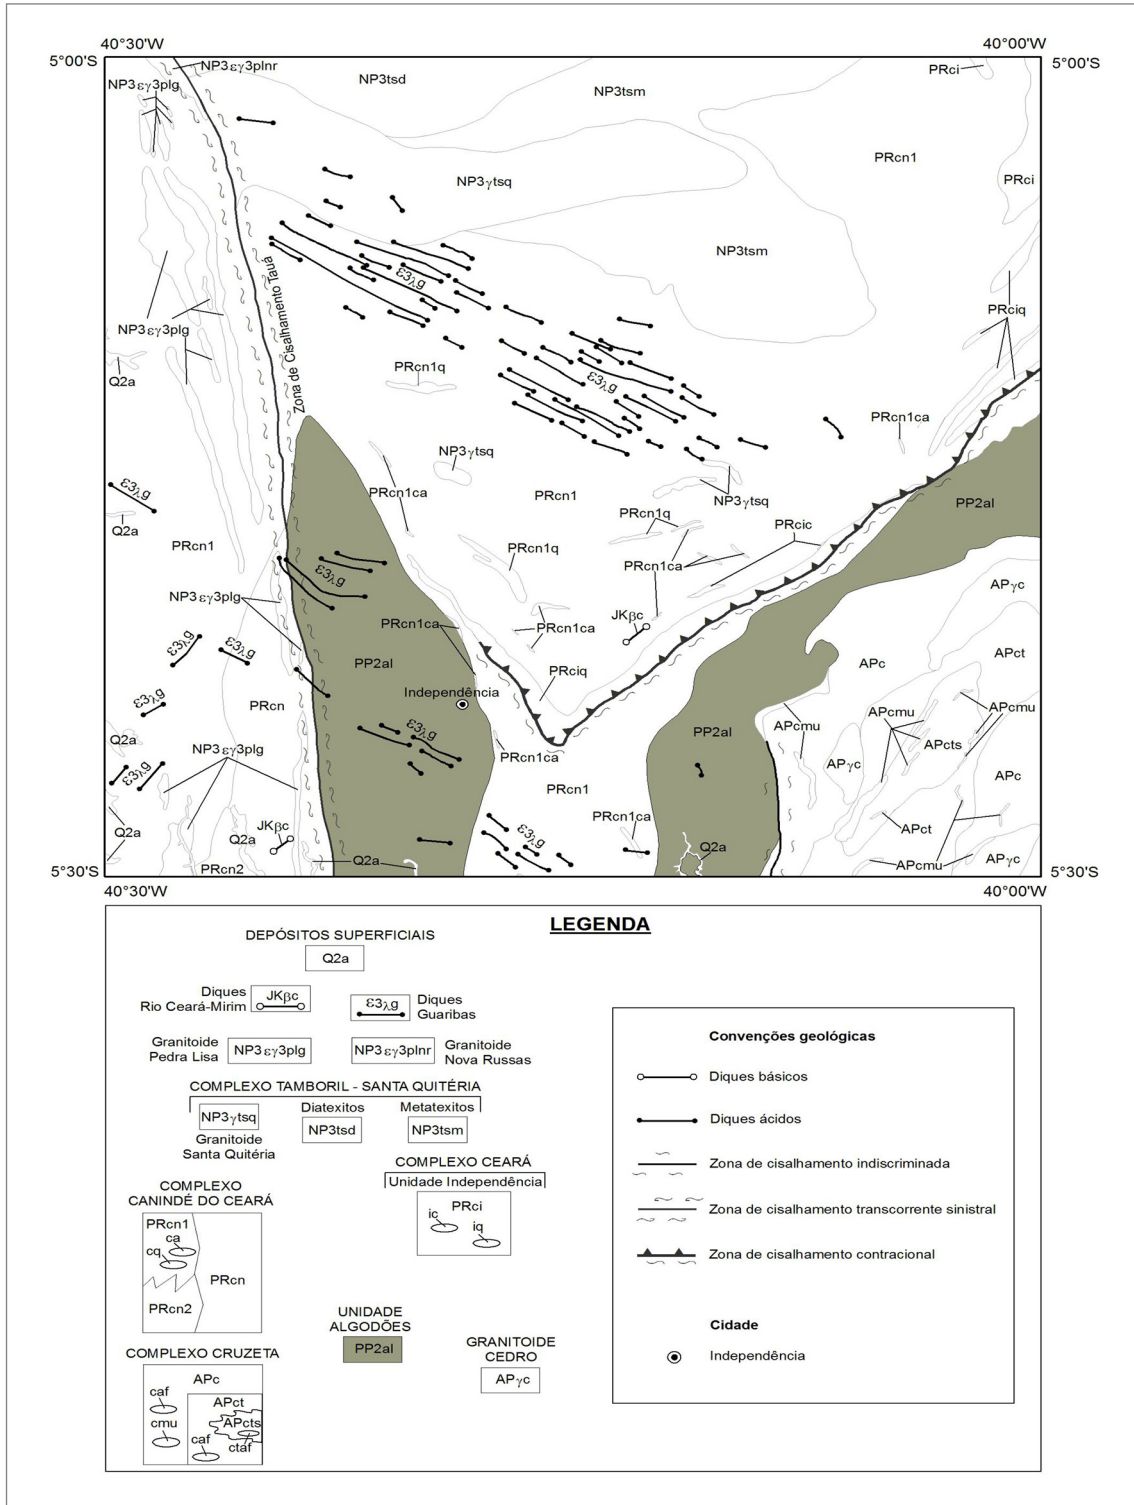 40°30'W
40°00'W
5°00'S
5°00'S
NP3εγ3plnr
NP3εγ3plg
NP3tsd
NP3tsm
PRci
PRcn1
PRci
NP3γtsq
NP3tsm
Zona de Cisalhamento Tauá
ε3λg
NP3εγ3plg
PRciq
Q2a
PRcn1q
ε3λg
PRcn1ca
NP3γtsq
PRcn1ca
PRcn1
NP3γtsq
ε3λg
PP2al
Q2a
PRcn1q
PRcic
PRcn1
PRcn1q
PRcn1ca
ε3λg
APγc
NP3εγ3plg
JKβc
PRcn1ca
PRcn1ca
ε3λg
ε3λg
PP2al
PRciq
APc
APct
Independência
ε3λg
PRcn
APcmu
APcmu
APcmu
ε3λg
PP2al
Q2a
NP3εγ3plg
PRcn1ca
APcts
ε3λg
APγc
APc
PRcn1
PRcn1ca
JKβc
Q2a
Q2a
ε3λg
APct
Q2a
Q2a
PRcn2
APcmu
APγc
5°30'S
5°30'S
40°30'W
40°00'W
LEGENDA
DEPÓSITOS SUPERFICIAIS
Q2a
Diques
Rio Ceará-Mirim
JKβc
ε3λg
Diques
Guaribas
Granitoide
Pedra Lisa
NP3εγ3plg
NP3εγ3plnr
Granitoide
Nova Russas
COMPLEXO TAMBORIL - SANTA QUITÉRIA
NP3γtsq
Granitoide
Santa Quitéria
Diatexitos
NP3tsd
Metatexitos
NP3tsm
COMPLEXO CEARÁ
Unidade Independência
PRci
ic
iq
COMPLEXO
CANINDÉ DO CEARÁ
PRcn1
ca
cq
PRcn
PRcn2
UNIDADE
ALGODÕES
PP2al
GRANITOIDE
CEDRO
APγc
COMPLEXO CRUZETA
APc
caf
APct
cmu
APcts
caf
ctaf
Convenções geológicas
Diques básicos
Diques ácidos
Zona de cisalhamento indiscriminada
Zona de cisalhamento transcorrente sinistral
Zona de cisalhamento contracional
Cidade
Independência